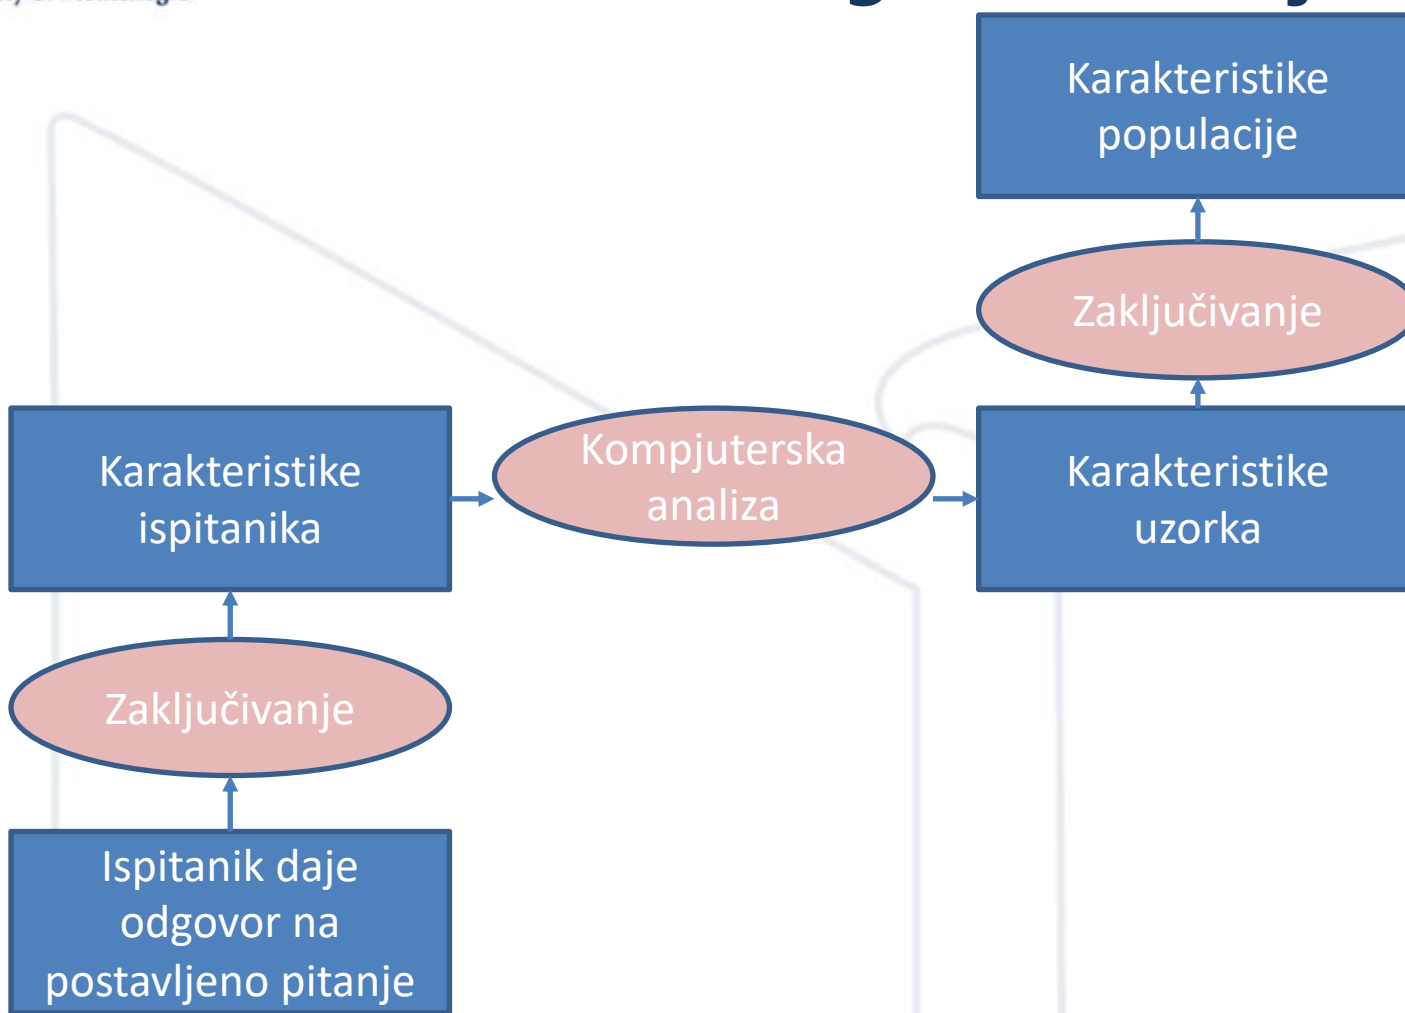 Karakteristike
populacije
Zaključivanje
Karakteristike
ispitanika
Kompjuterska
analiza
Karakteristike
uzorka
Zaključivanje
Ispitanik daje
odgovor na
postavljeno pitanje